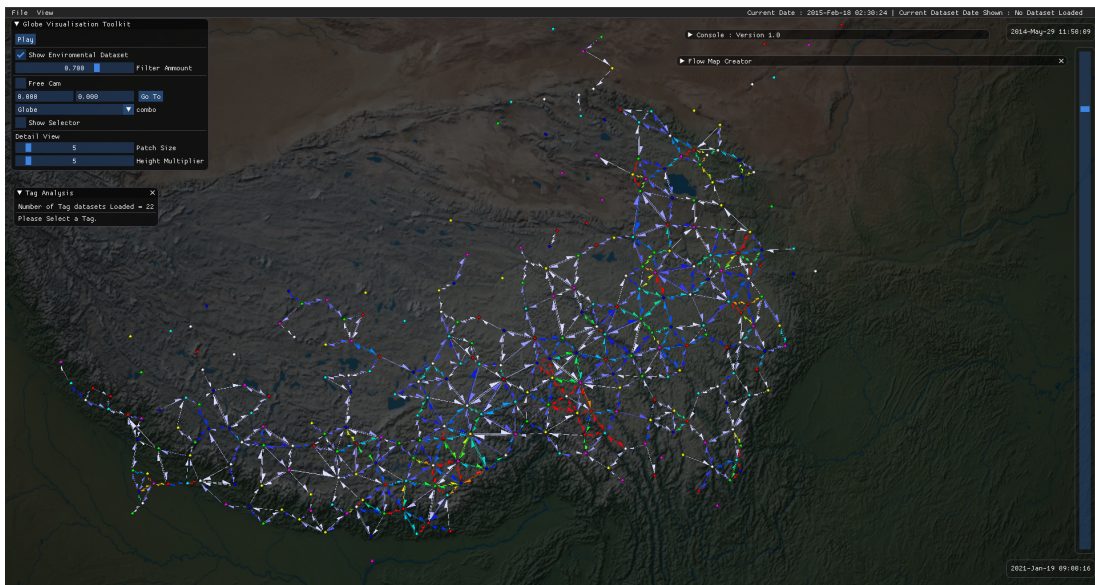 File View
Current Date : 2015-Feb-18 02:30:24 | Current Dataset Date Shown : No Dataset Loaded
Globe Visualisation Toolkit
Play
Show Enviromental Dataset
0.700 Filter Ammount
Free Cam
0.000 0.000 Go To
Globe combo
Show Selector
Detail View
5 Patch Size
5 Height Multiplier
Tag Analysis
Number of Tag datasets Loaded = 22
Please Select a Tag.
Console : Version 1.0
Flow Map Creator
2014-May-29 11:50:09
2021-Jan-19 09:00:16